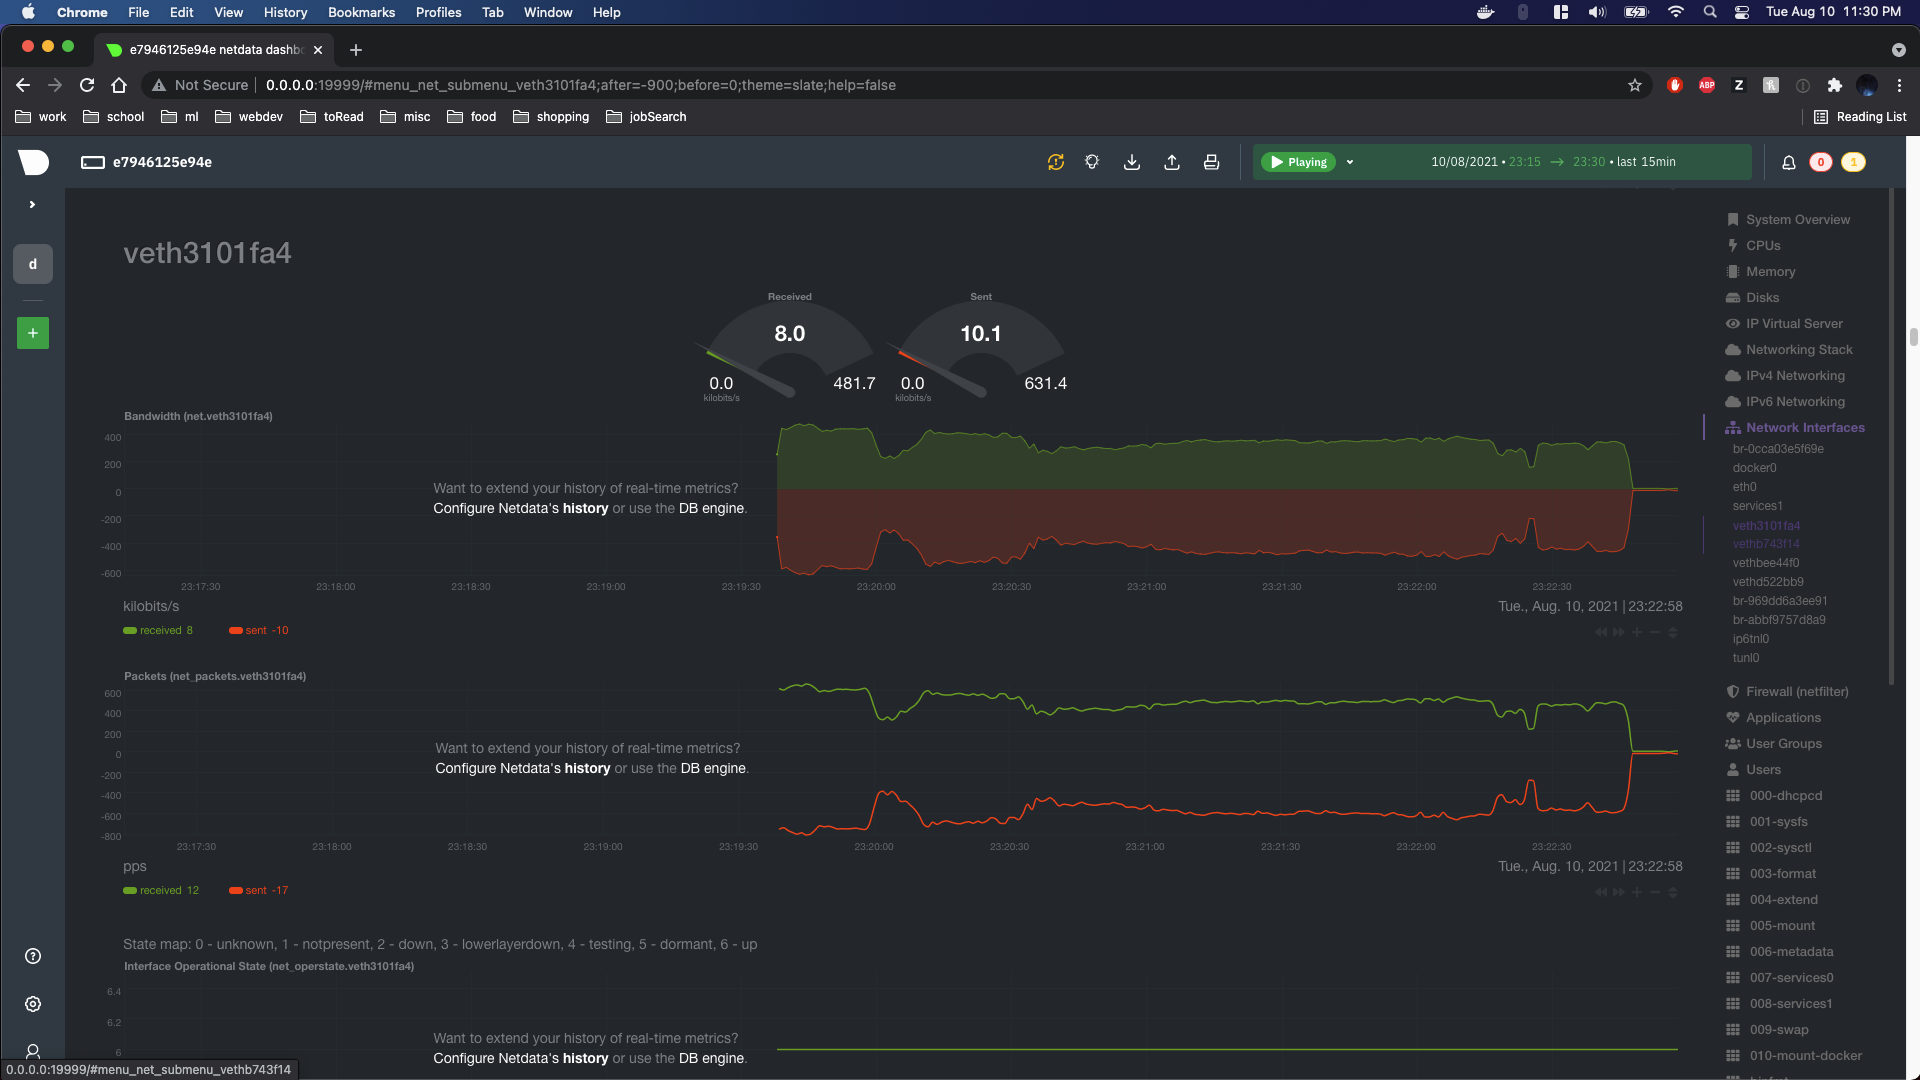 Chrome File Edit View History Bookmarks Profiles Tab Window Help Tue Aug 10 11:30 PM
e7946125e94e netdata dashbo
Not Secure 0.0.0.0:19999/#menu_net_submenu_veth3101fa4;after=-900;before=0;theme=slate;help=false
ABP Z
work school ml webdev toRead misc food shopping jobSearch Reading List
e7946125e94e Playing 10/08/2021 • 23:15 → 23:30 • last 15min 0 1
d
+
veth3101fa4
Received Sent
8.0 10.1
0.0 481.7 0.0 631.4
kilobits/s kilobits/s
Bandwidth (net.veth3101fa4)
400
200
0
-200
-400
-600
Want to extend your history of real-time metrics?
Configure Netdata's history or use the DB engine.
23:17:30 23:18:00 23:18:30 23:19:00 23:19:30 23:20:00 23:20:30 23:21:00 23:21:30 23:22:00 23:22:30
kilobits/s Tue., Aug. 10, 2021 | 23:22:58
received 8 sent -10
Packets (net_packets.veth3101fa4)
600
400
200
0
-200
-400
-600
-800
Want to extend your history of real-time metrics?
Configure Netdata's history or use the DB engine.
23:17:30 23:18:00 23:18:30 23:19:00 23:19:30 23:20:00 23:20:30 23:21:00 23:21:30 23:22:00 23:22:30
pps Tue., Aug. 10, 2021 | 23:22:58
received 12 sent -17
State map: 0 - unknown, 1 - notpresent, 2 - down, 3 - lowerlayerdown, 4 - testing, 5 - dormant, 6 - up
Interface Operational State (net_operstate.veth3101fa4)
6.4
6.2
6
Want to extend your history of real-time metrics?
Configure Netdata's history or use the DB engine.
System Overview
CPUs
Memory
Disks
IP Virtual Server
Networking Stack
IPv4 Networking
IPv6 Networking
Network Interfaces
br-0cca03e5f69e
docker0
eth0
services1
veth3101fa4
vethb743f14
vethbee44f0
vethd522bb9
br-969dd6a3ee91
br-abbf9757d8a9
ip6tnl0
tunl0
Firewall (netfilter)
Applications
User Groups
Users
000-dhcpcd
001-sysfs
002-sysctl
003-format
004-extend
005-mount
006-metadata
007-services0
008-services1
009-swap
010-mount-docker
0.0.0.0:19999/#menu_net_submenu_vethb743f14